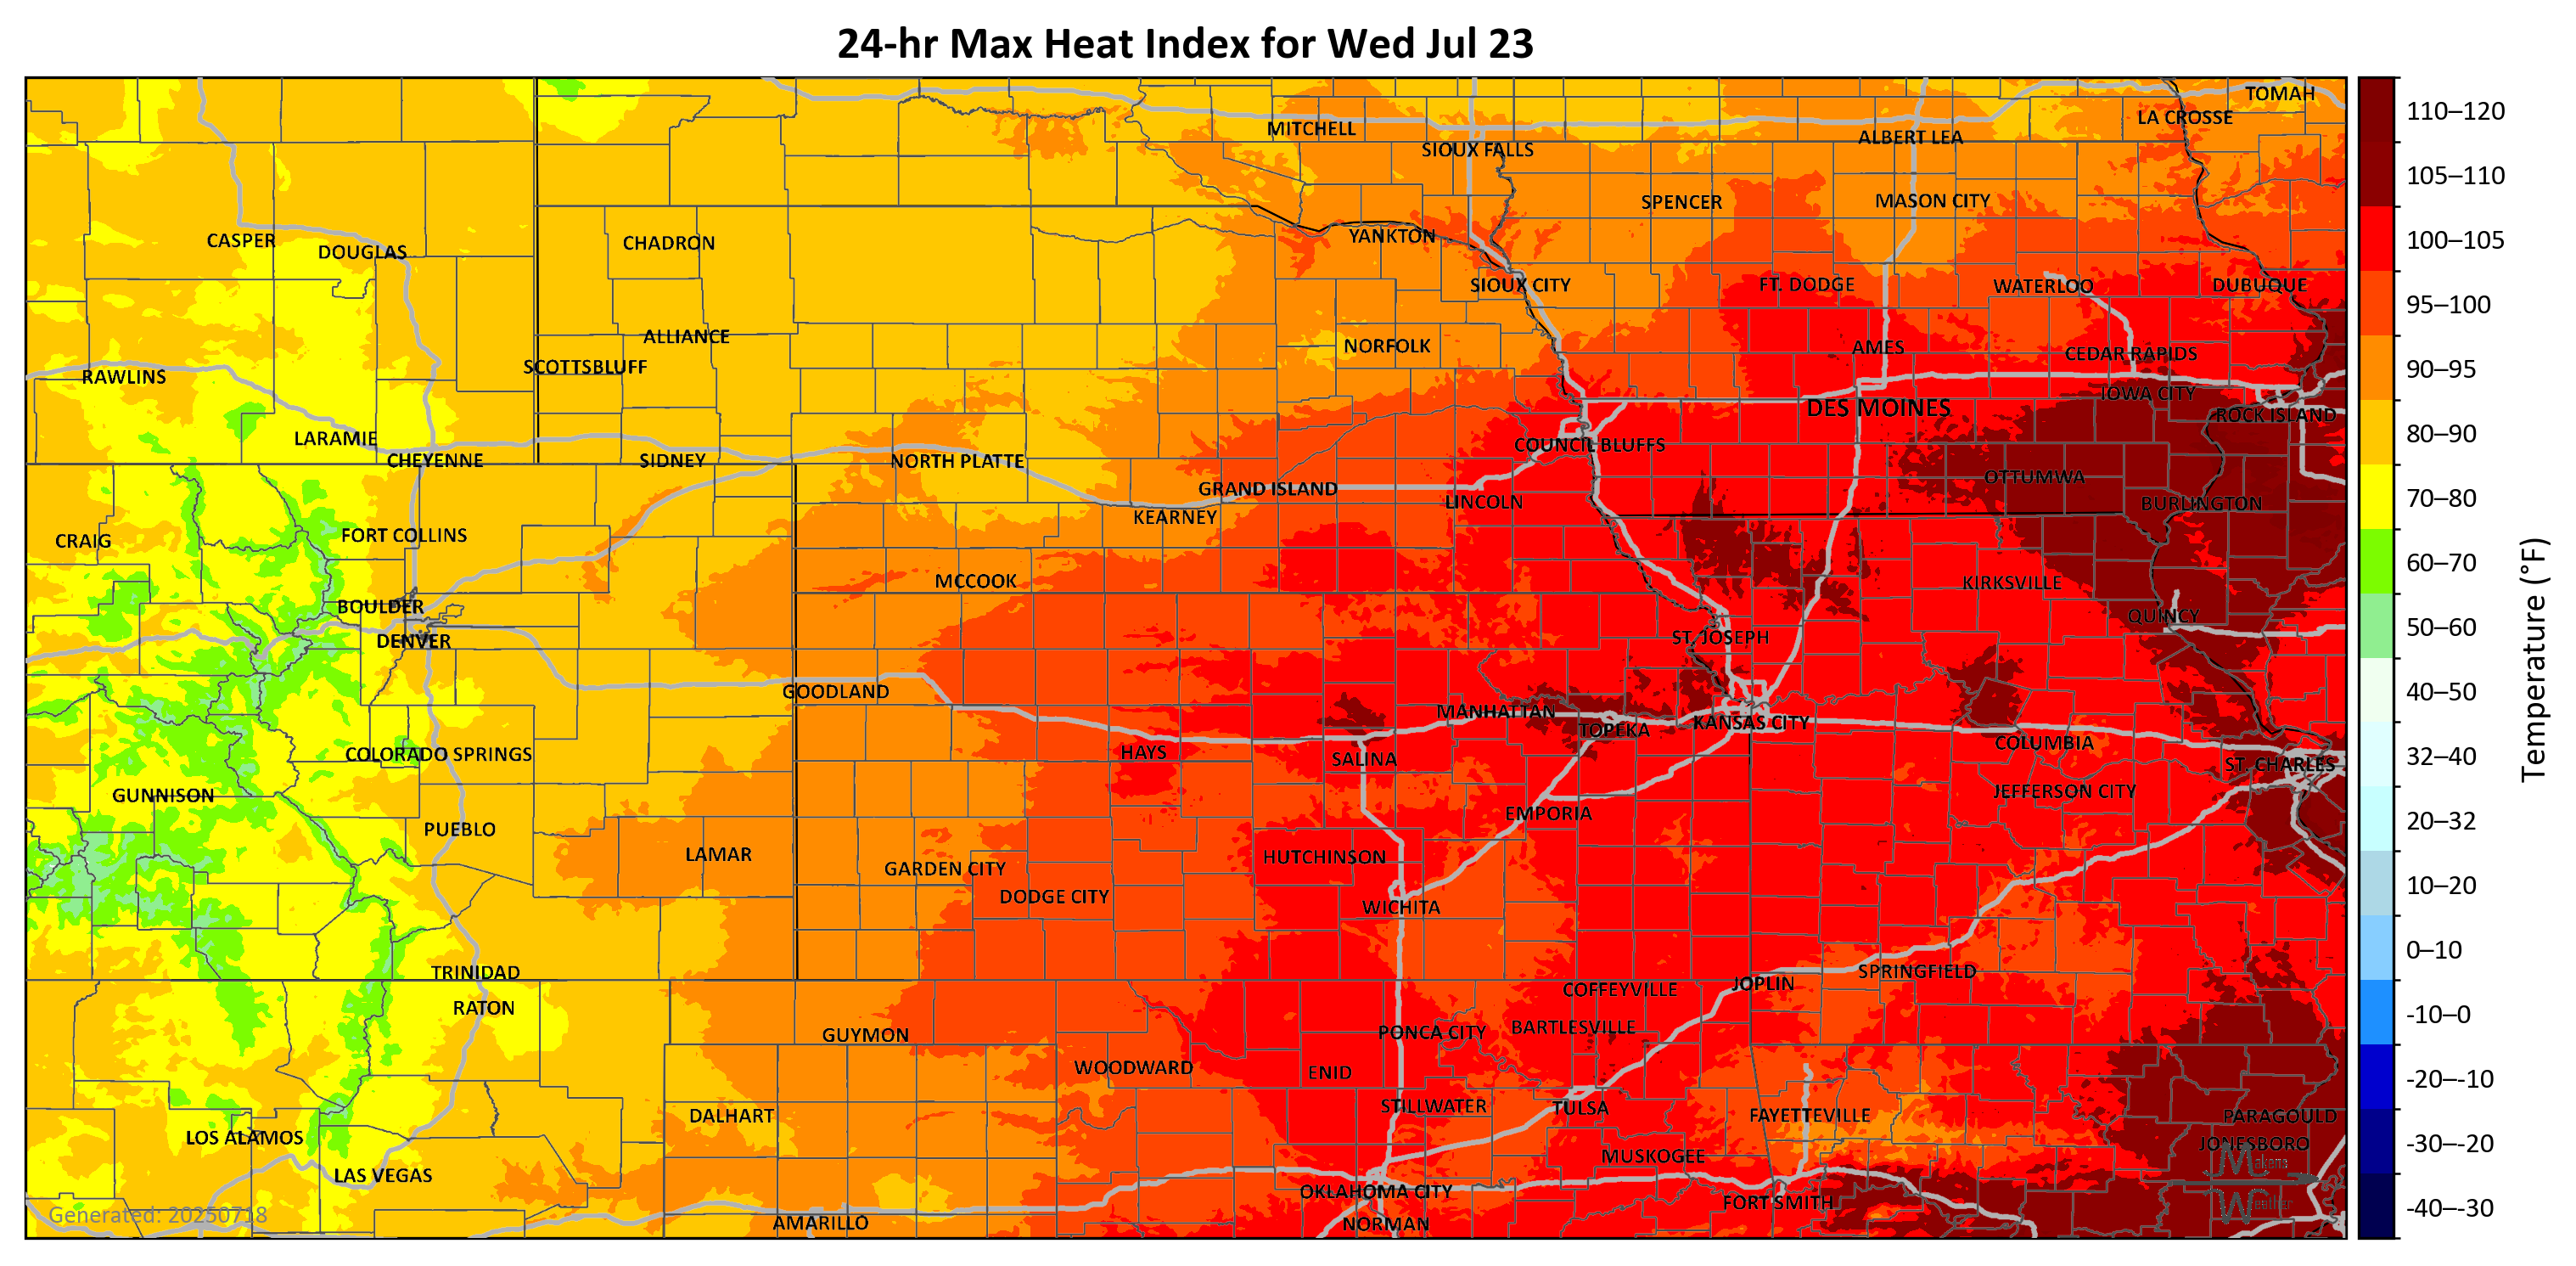 24-hr Max Heat Index for Wed Jul 23
TOMAH
LA CROSSE
MITCHELL
ALBERT LEA
SIOUX FALLS
SPENCER
MASON CITY
YANKTON
CASPER
CHADRON
DOUGLAS
SIOUX CITY
FT. DODGE
WATERLOO
DUBUQUE
ALLIANCE
NORFOLK
AMES
CEDAR RAPIDS
SCOTTSBLUFF
RAWLINS
IOWA CITY
DES MOINES
ROCK ISLAND
LARAMIE
COUNCIL BLUFFS
CHEYENNE
SIDNEY
NORTH PLATTE
OTTUMWA
GRAND ISLAND
LINCOLN
BURLINGTON
KEARNEY
FORT COLLINS
CRAIG
MCCOOK
KIRKSVILLE
BOULDER
QUINCY
DENVER
ST. JOSEPH
GOODLAND
MANHATTAN
KANSAS CITY
TOPEKA
COLUMBIA
COLORADO SPRINGS
HAYS
SALINA
ST. CHARLES
GUNNISON
JEFFERSON CITY
EMPORIA
PUEBLO
LAMAR
HUTCHINSON
GARDEN CITY
DODGE CITY
WICHITA
TRINIDAD
SPRINGFIELD
JOPLIN
COFFEYVILLE
RATON
BARTLESVILLE
GUYMON
PONCA CITY
WOODWARD
ENID
STILLWATER
TULSA
DALHART
FAYETTEVILLE
PARAGOULD
LOS ALAMOS
JONESBORO
MUSKOGEE
LAS VEGAS
OKLAHOMA CITY
FORT SMITH
AMARILLO
NORMAN
Makens
Weather
Generated: 20250718
110–120
105–110
100–105
95–100
90–95
80–90
70–80
60–70
50–60
40–50
32–40
20–32
10–20
0–10
-10–0
-20–-10
-30–-20
-40–-30
Temperature (°F)